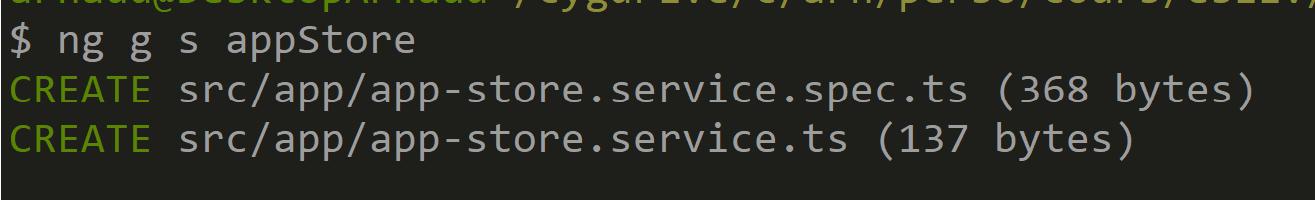 $ ng g s appStore
CREATE src/app/app-store.service.spec.ts (368 bytes)
CREATE src/app/app-store.service.ts (137 bytes)